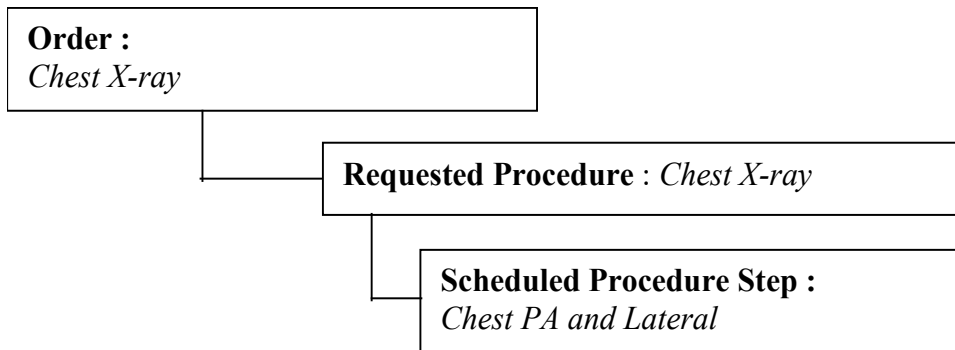 Order :
Chest X-ray
Requested Procedure : Chest X-ray
Scheduled Procedure Step :
Chest PA and Lateral